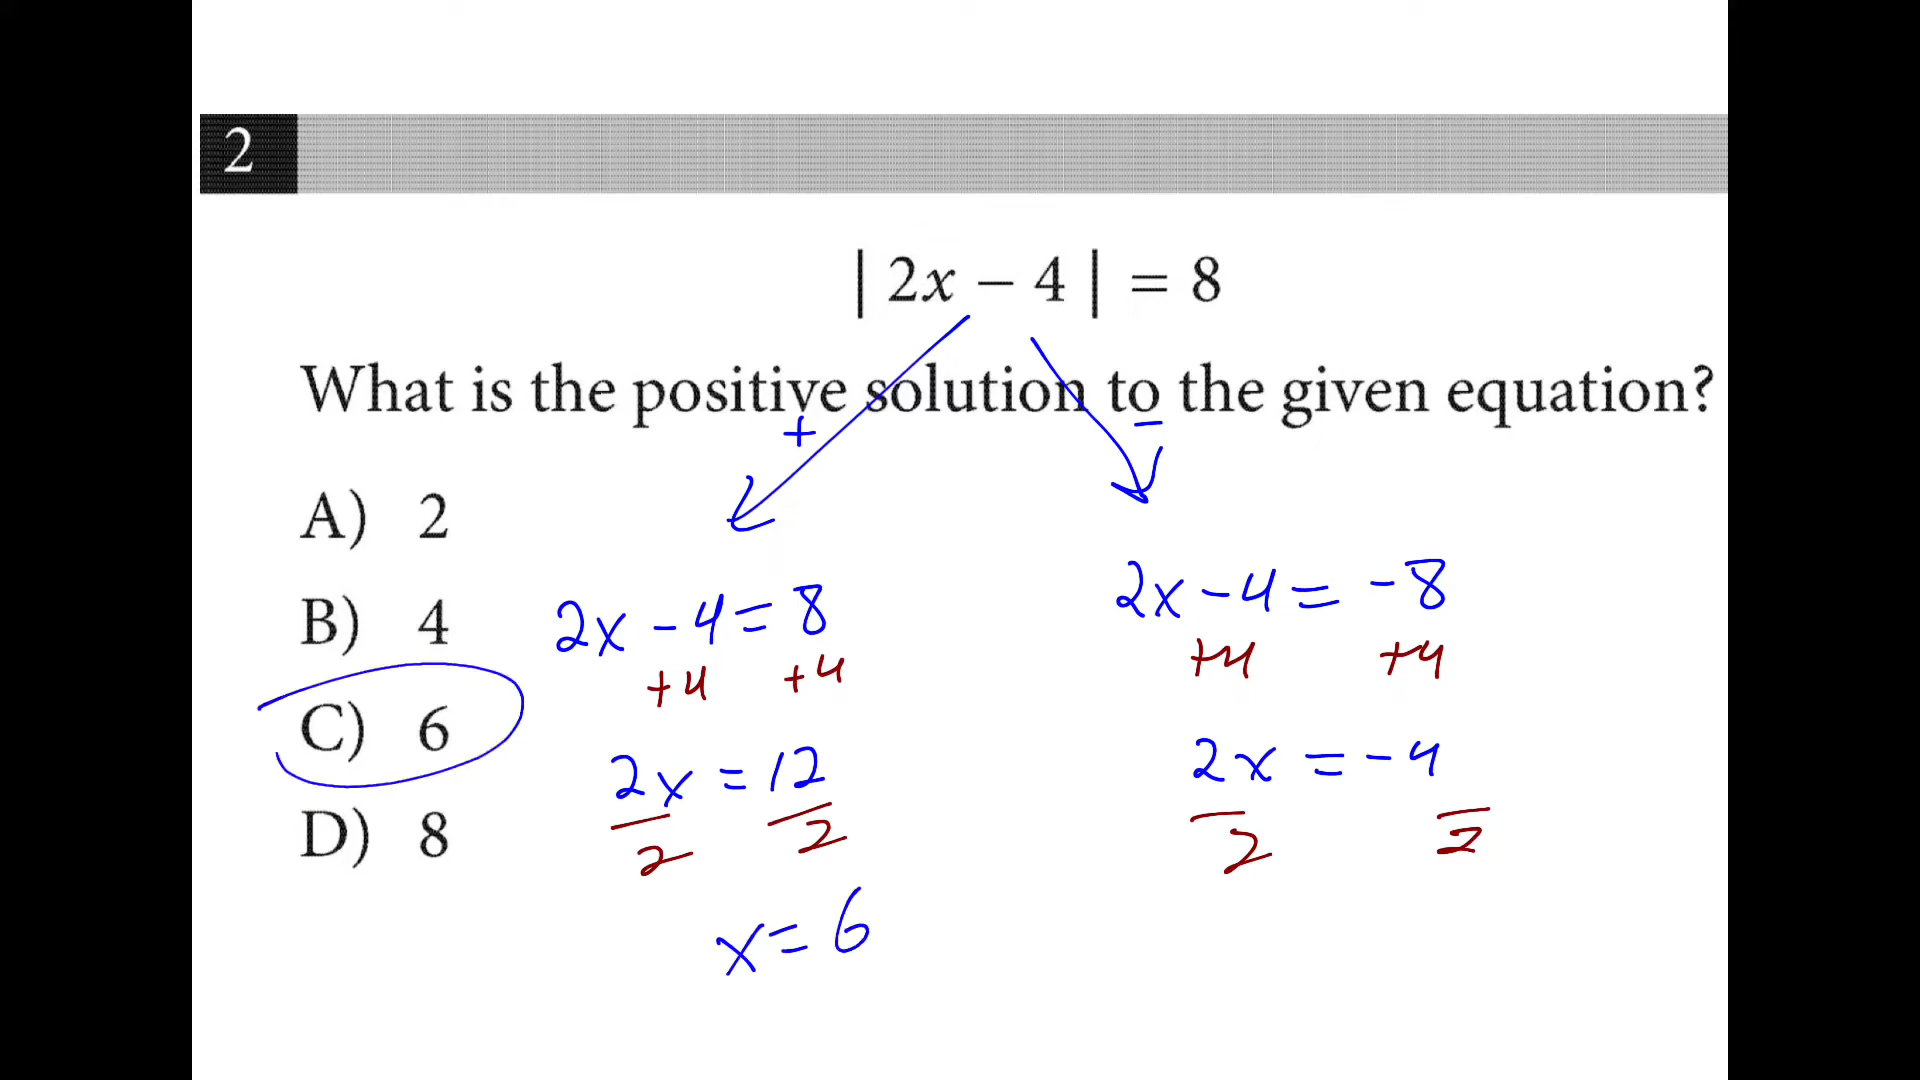 2
| 2x − 4 | = 8
What is the positive solution to the given equation?
+ −
A) 2
B) 4
C) 6
D) 8
2x − 4 = 8
+4 +4
2x = 12
2 2
x = 6
2x − 4 = −8
+4 +4
2x = −4
2 2